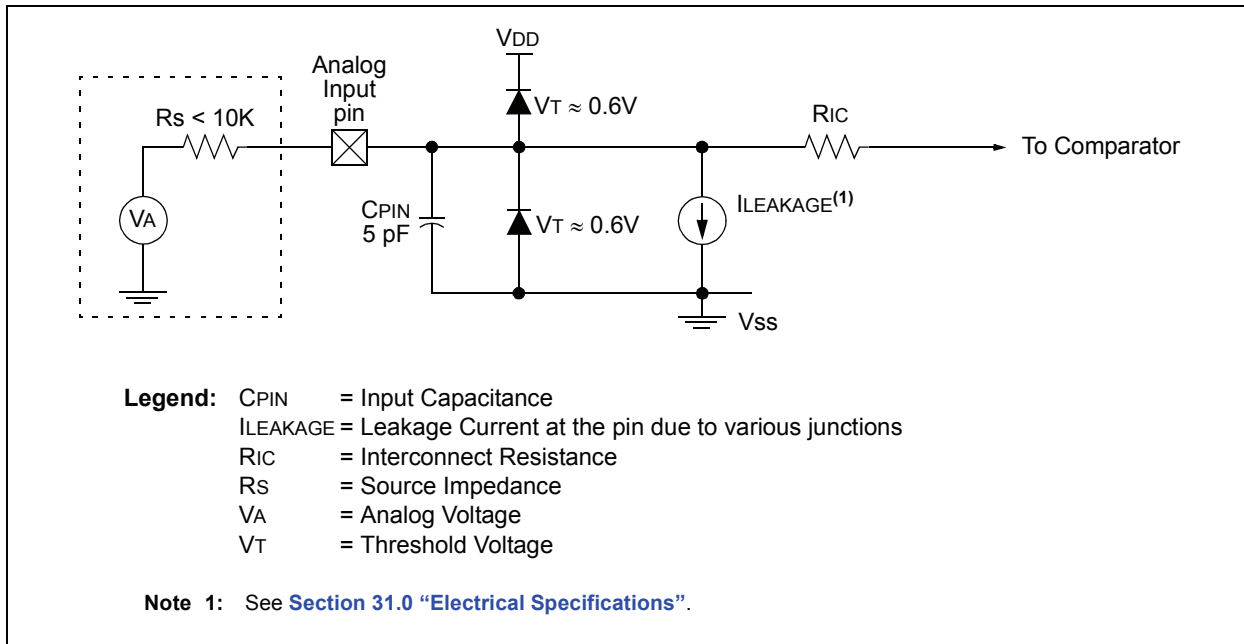 VDD
Analog
Input
pin
Rs < 10K
VT ≈ 0.6V
RIC
To Comparator
VA
CPIN
5 pF
VT ≈ 0.6V
ILEAKAGE(1)
Vss
Legend: CPIN = Input Capacitance
ILEAKAGE = Leakage Current at the pin due to various junctions
RIC = Interconnect Resistance
RS = Source Impedance
VA = Analog Voltage
VT = Threshold Voltage
Note 1: See Section 31.0 “Electrical Specifications”.